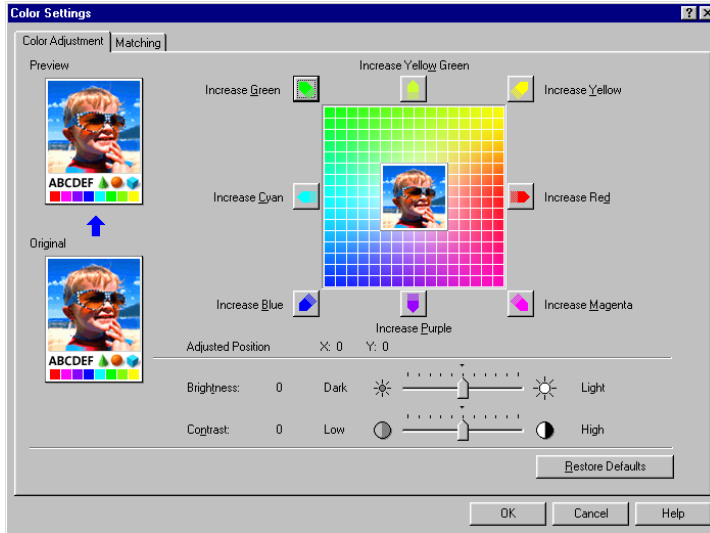 Color Settings
Color Adjustment Matching
Preview
Increase Yellow Green
Increase Green
Increase Yellow
ABCDEF
Increase Cyan
Increase Red
Original
Increase Blue
Increase Magenta
Increase Purple
ABCDEF
Adjusted Position X: 0 Y: 0
Brightness: 0 Dark Light
Contrast: 0 Low High
Restore Defaults
OK Cancel Help